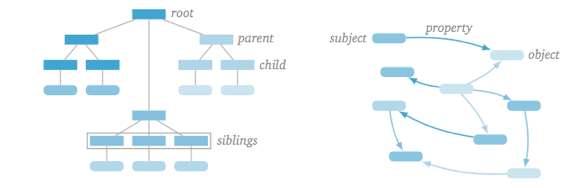 root
parent
child
siblings
subject
property
object